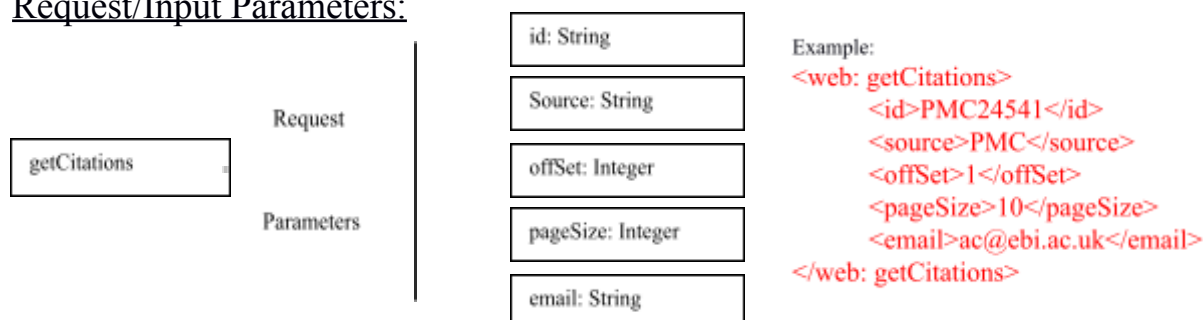 Request/Input Parameters:
getCitations
Request
Parameters
id: String
Source: String
offSet: Integer
pageSize: Integer
email: String
Example:
<web: getCitations>
<id>PMC24541</id>
<source>PMC</source>
<offSet>1</offSet>
<pageSize>10</pageSize>
<email>ac@ebi.ac.uk</email>
</web: getCitations>